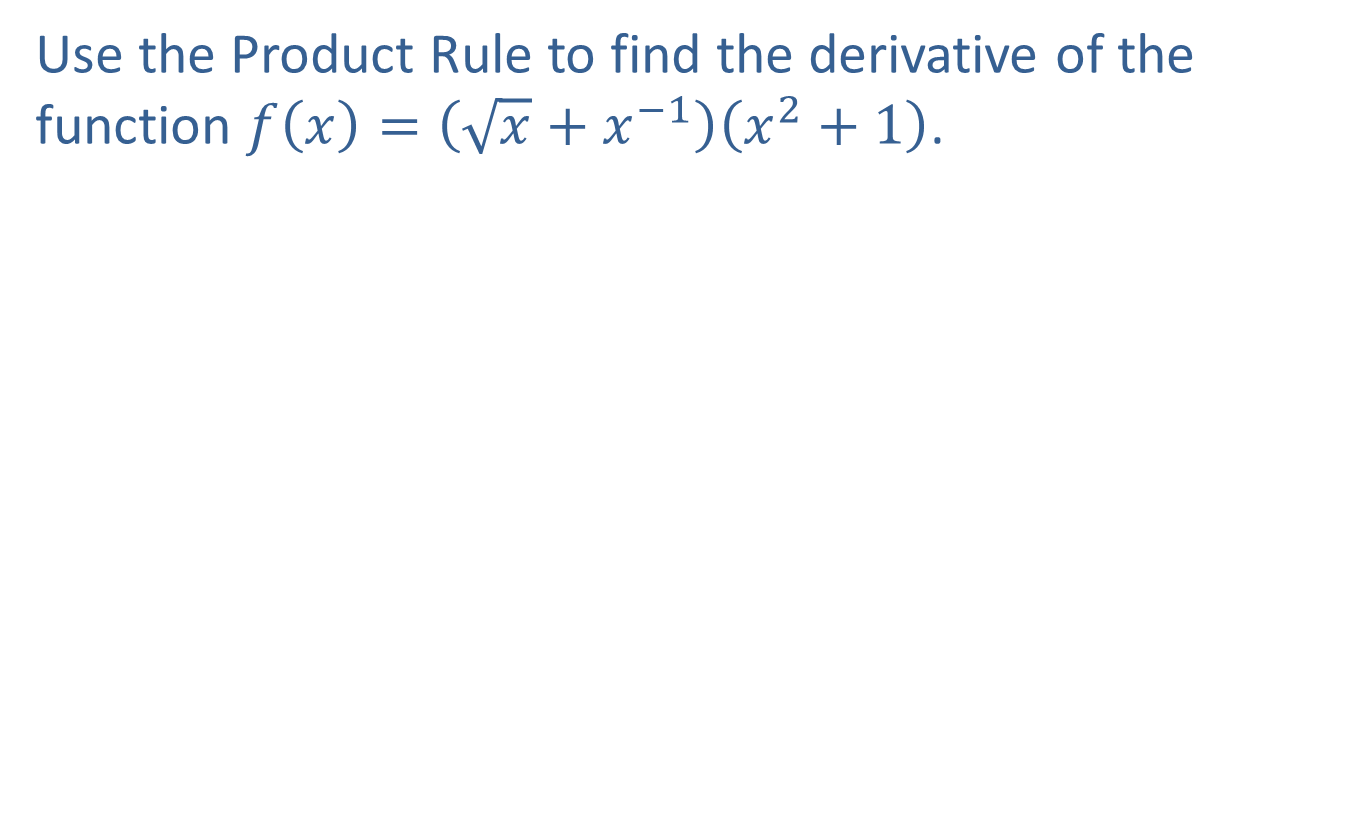 Use the Product Rule to find the derivative of the
function f(x) = (√x + x⁻¹)(x² + 1).